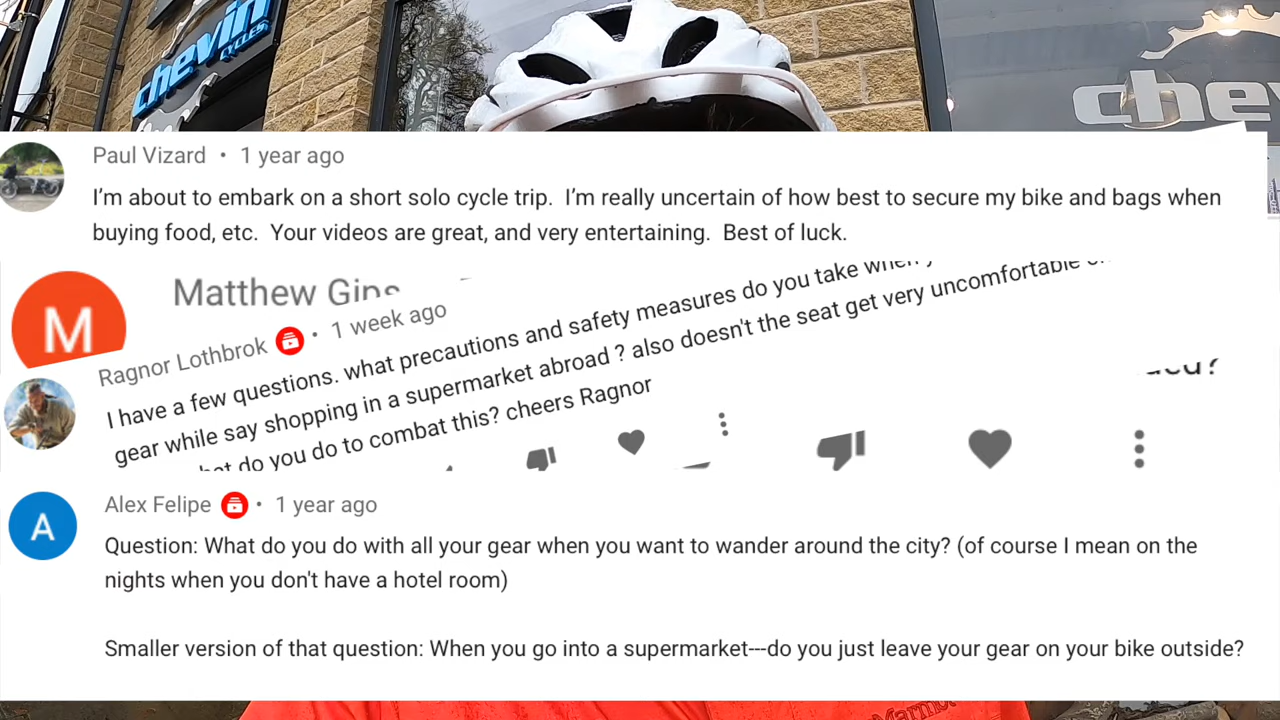 chevin
CYCLES
che
Paul Vizard • 1 year ago
I'm about to embark on a short solo cycle trip. I'm really uncertain of how best to secure my bike and bags when
buying food, etc. Your videos are great, and very entertaining. Best of luck.
Matthew Gins
M
Ragnor Lothbrok • 1 week ago
I have a few questions. what precautions and safety measures do you take when
gear while say shopping in a supermarket abroad ? also doesn't the seat get very uncomfortable
do you do to combat this? cheers Ragnor
A
Alex Felipe • 1 year ago
Question: What do you do with all your gear when you want to wander around the city? (of course I mean on the
nights when you don't have a hotel room)
Smaller version of that question: When you go into a supermarket---do you just leave your gear on your bike outside?
Marmot